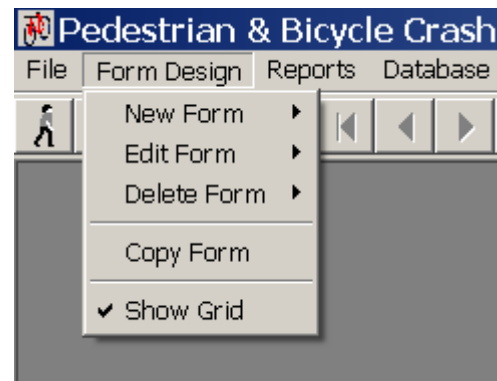 Pedestrian & Bicycle Crash
File Form Design Reports Database
New Form
Edit Form
Delete Form
Copy Form
Show Grid